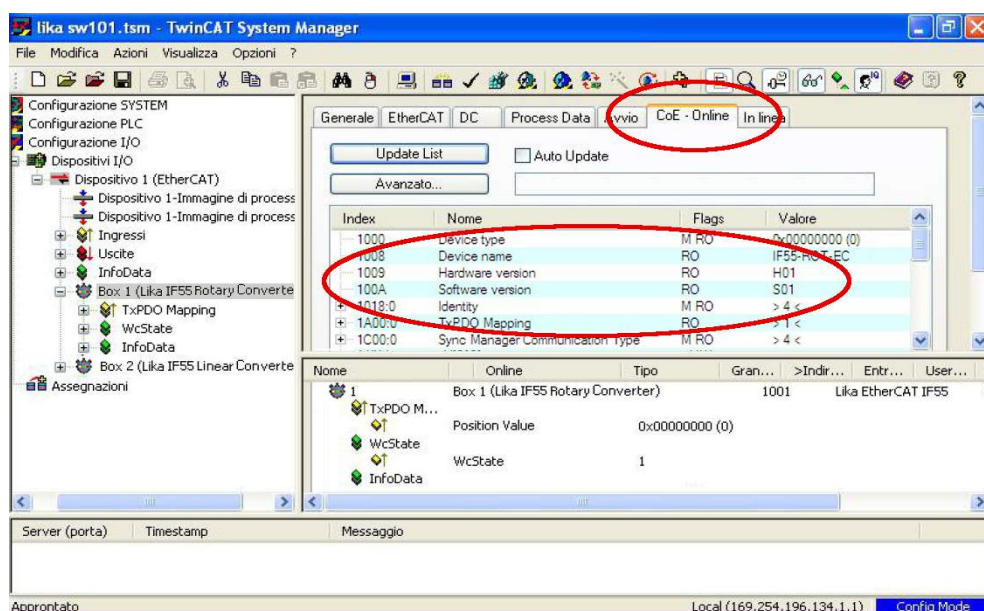 lika sw101.tsm - TwinCAT System Manager
File Modifica Azioni Visualizza Opzioni ?
Configurazione SYSTEM
Configurazione PLC
Configurazione I/O
Dispositivi I/O
Dispositivo 1 (EtherCAT)
Dispositivo 1-Immagine di process
Dispositivo 1-Immagine di process
Ingressi
Uscite
InfoData
Box 1 (Lika IF55 Rotary Converte
TxPDO Mapping
WcState
InfoData
Box 2 (Lika IF55 Linear Converte
Assegnazioni
Generale EtherCAT DC Process Data Avvio CoE - Online In linea
Update List Auto Update
Avanzato...
Index Nome Flags Valore
1000 Device type M RO 0x00000000 (0)
1008 Device name RO IF55-ROT-EC
1009 Hardware version RO H01
100A Software version RO S01
1018:0 Identity M RO > 4 <
1A00:0 TxPDO Mapping RO > 1 <
1C00:0 Sync Manager Communication Type M RO > 4 <
Nome Online Tipo Gran... >Indir... Entr... User...
1 Box 1 (Lika IF55 Rotary Converter) 1001 Lika EtherCAT IF55
TxPDO M...
Position Value 0x00000000 (0)
WcState
WcState 1
InfoData
Server (porta) Timestamp Messaggio
Approntato Local (169.254.196.134.1.1) Config Mode